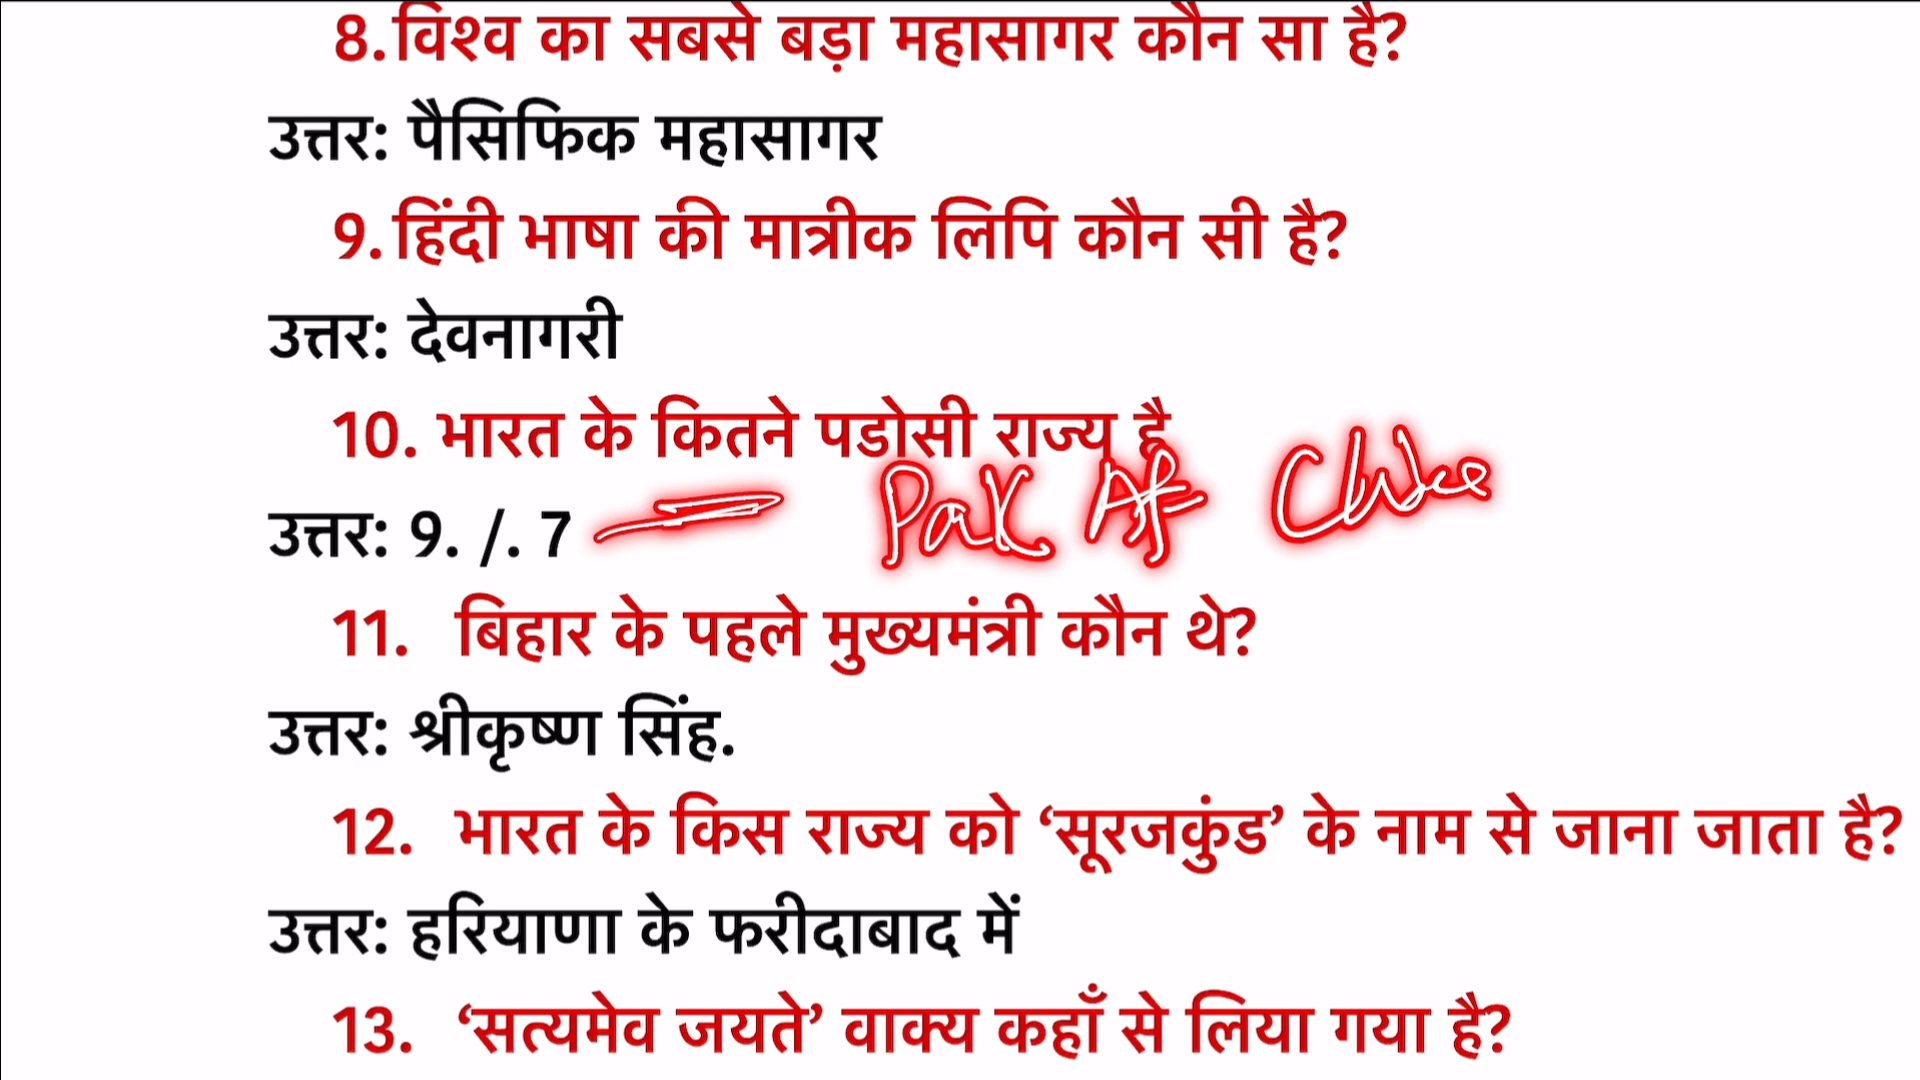 8. विश्व का सबसे बड़ा महासागर कौन सा है?
उत्तर: पैसिफिक महासागर
9. हिंदी भाषा की मात्रीक लिपि कौन सी है?
उत्तर: देवनागरी
10. भारत के कितने पडोसी राज्य है
उत्तर: 9. /. 7 Pak Af
11. बिहार के पहले मुख्यमंत्री कौन थे?
उत्तर: श्रीकृष्ण सिंह.
12. भारत के किस राज्य को ‘सूरजकुंड’ के नाम से जाना जाता है?
उत्तर: हरियाणा के फरीदाबाद में
13. ‘सत्यमेव जयते’ वाक्य कहाँ से लिया गया है?